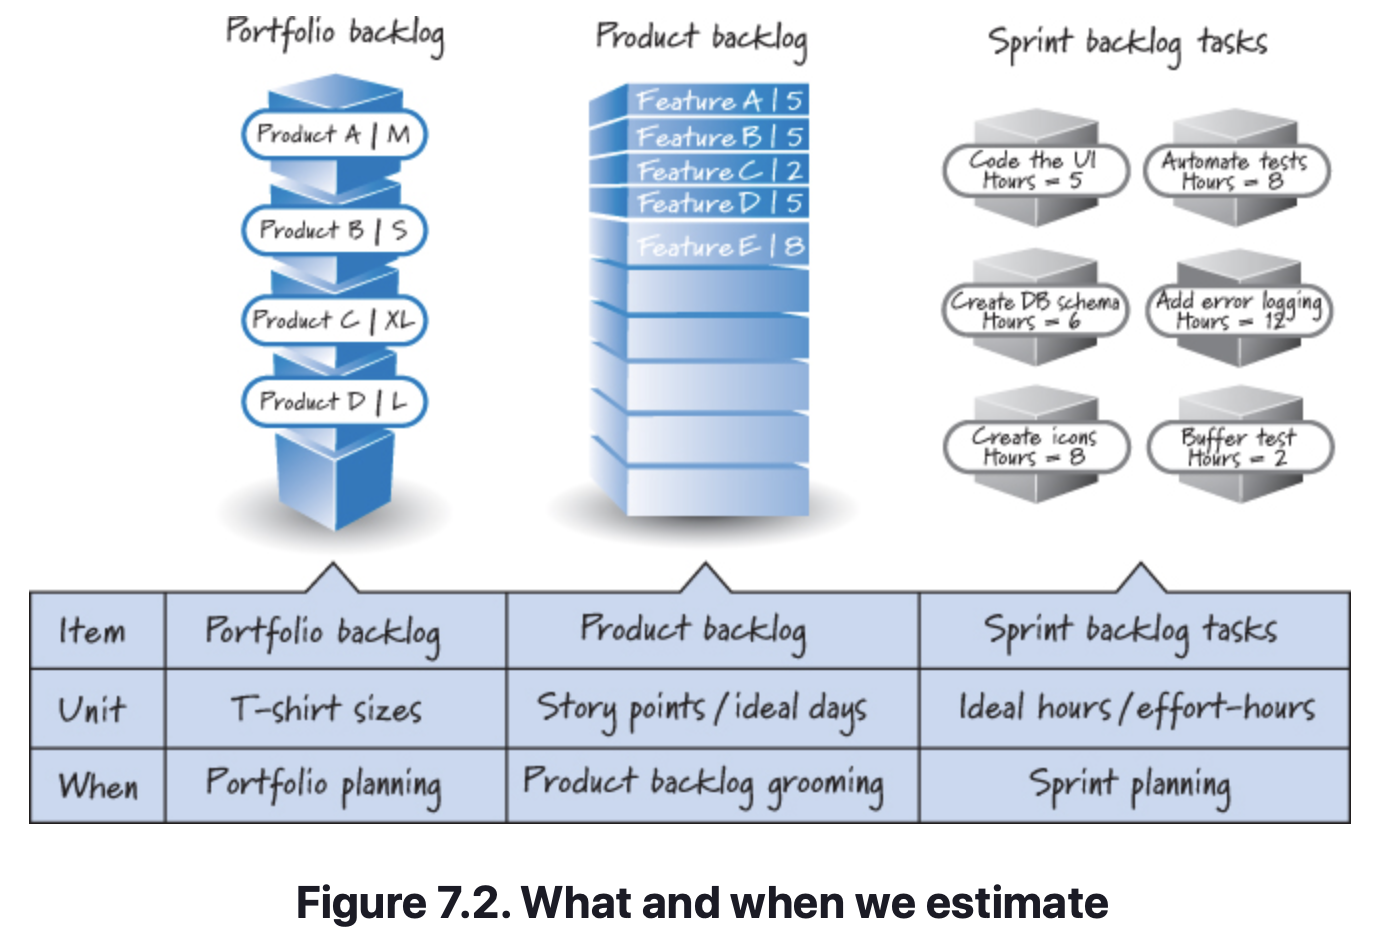 Portfolio backlog
Product A | M
Product B | S
Product C | XL
Product D | L
Product backlog
Feature A | 5
Feature B | 5
Feature C | 2
Feature D | 5
Feature E | 8
Sprint backlog tasks
Code the UI
Hours = 5
Automate tests
Hours = 8
Create DB schema
Hours = 6
Add error logging
Hours = 12
Create icons
Hours = 8
Buffer test
Hours = 2
Item Portfolio backlog Product backlog Sprint backlog tasks
Unit T-shirt sizes Story points/ideal days Ideal hours/effort-hours
When Portfolio planning Product backlog grooming Sprint planning
Figure 7.2. What and when we estimate